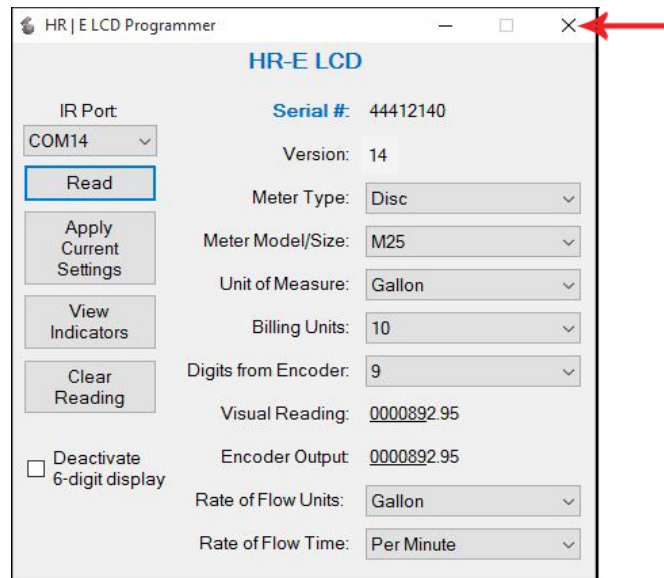 HR | E LCD Programmer
HR-E LCD
IR Port:
COM14
Read
Apply
Current
Settings
View
Indicators
Clear
Reading
Deactivate
6-digit display
Serial #: 44412140
Version: 14
Meter Type: Disc
Meter Model/Size: M25
Unit of Measure: Gallon
Billing Units: 10
Digits from Encoder: 9
Visual Reading: 0000892.95
Encoder Output: 0000892.95
Rate of Flow Units: Gallon
Rate of Flow Time: Per Minute